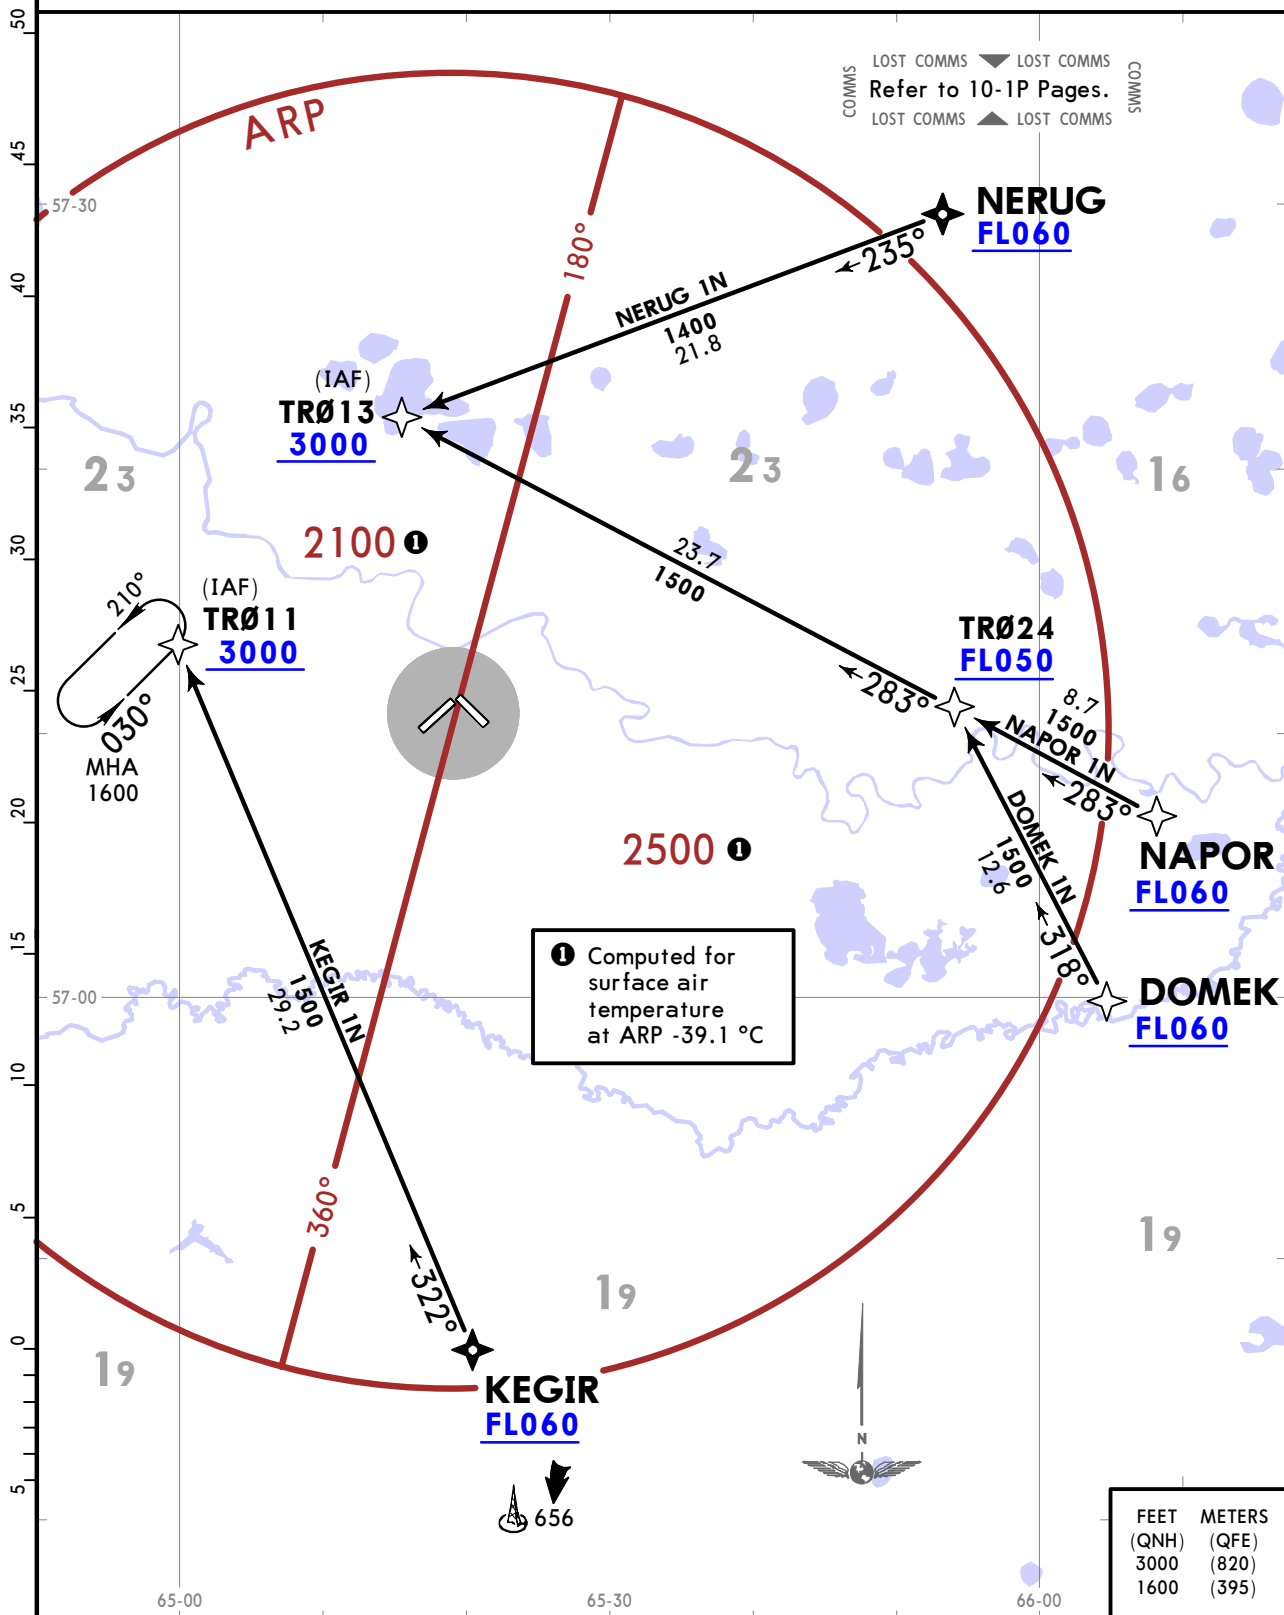 50
LOST COMMS LOST COMMS
COMMS
Refer to 10-1P Pages.
COMMS
LOST COMMS LOST COMMS
ARP
45
57-30
NERUG
FL060
180°
235°
40
NERUG 1N
1400
21.8
(IAF)
TRØ13
3000
35
23
23
16
2100 ❶
30
23.7
1500
210°
(IAF)
TRØ11
3000
TRØ24
FL050
25
283°
8.7
1500
NAPOR 1N
030°
MHA
1600
283°
20
DOMEK 1N
1500
12.6
2500 ❶
NAPOR
FL060
15
KEGIR 1N
1500
29.2
❶ Computed for
surface air
temperature
at ARP -39.1 °C
318°
57-00
DOMEK
FL060
10
5
360°
19
322°
19
0
19
KEGIR
FL060
N
5
656
FEET METERS
(QNH) (QFE)
3000 (820)
1600 (395)
65-00
65-30
66-00